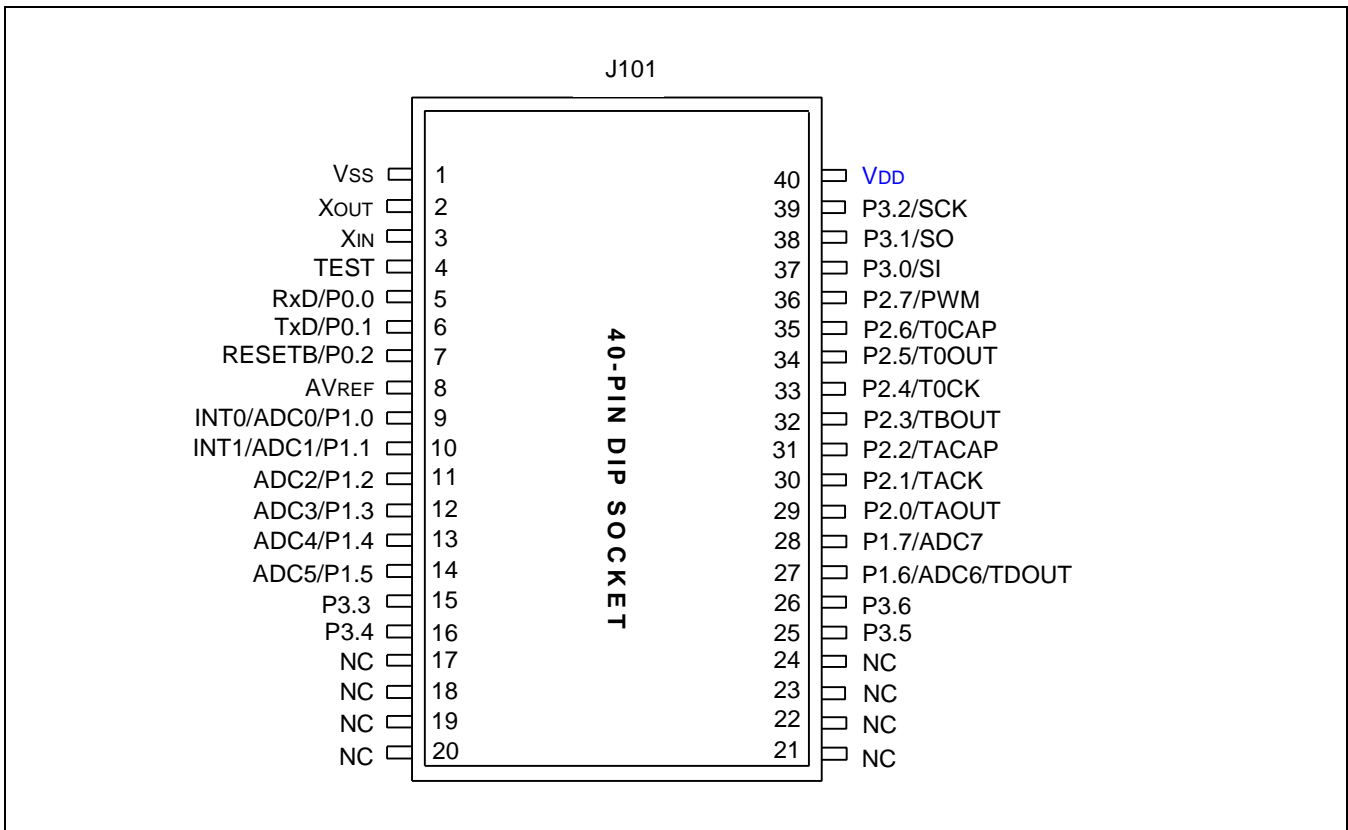 J101
VSS 1 40 VDD
XOUT 2 39 P3.2/SCK
XIN 3 38 P3.1/SO
TEST 4 37 P3.0/SI
RxD/P0.0 5 36 P2.7/PWM
TxD/P0.1 6 35 P2.6/T0CAP
RESETB/P0.2 7 34 P2.5/T0OUT
AVREF 8 33 P2.4/T0CK
INT0/ADC0/P1.0 9 32 P2.3/TBOUT
INT1/ADC1/P1.1 10 31 P2.2/TACAP
ADC2/P1.2 11 30 P2.1/TACK
ADC3/P1.3 12 29 P2.0/TAOUT
ADC4/P1.4 13 28 P1.7/ADC7
ADC5/P1.5 14 27 P1.6/ADC6/TDOUT
P3.3 15 26 P3.6
P3.4 16 25 P3.5
NC 17 24 NC
NC 18 23 NC
NC 19 22 NC
NC 20 21 NC
40-PIN DIP SOCKET